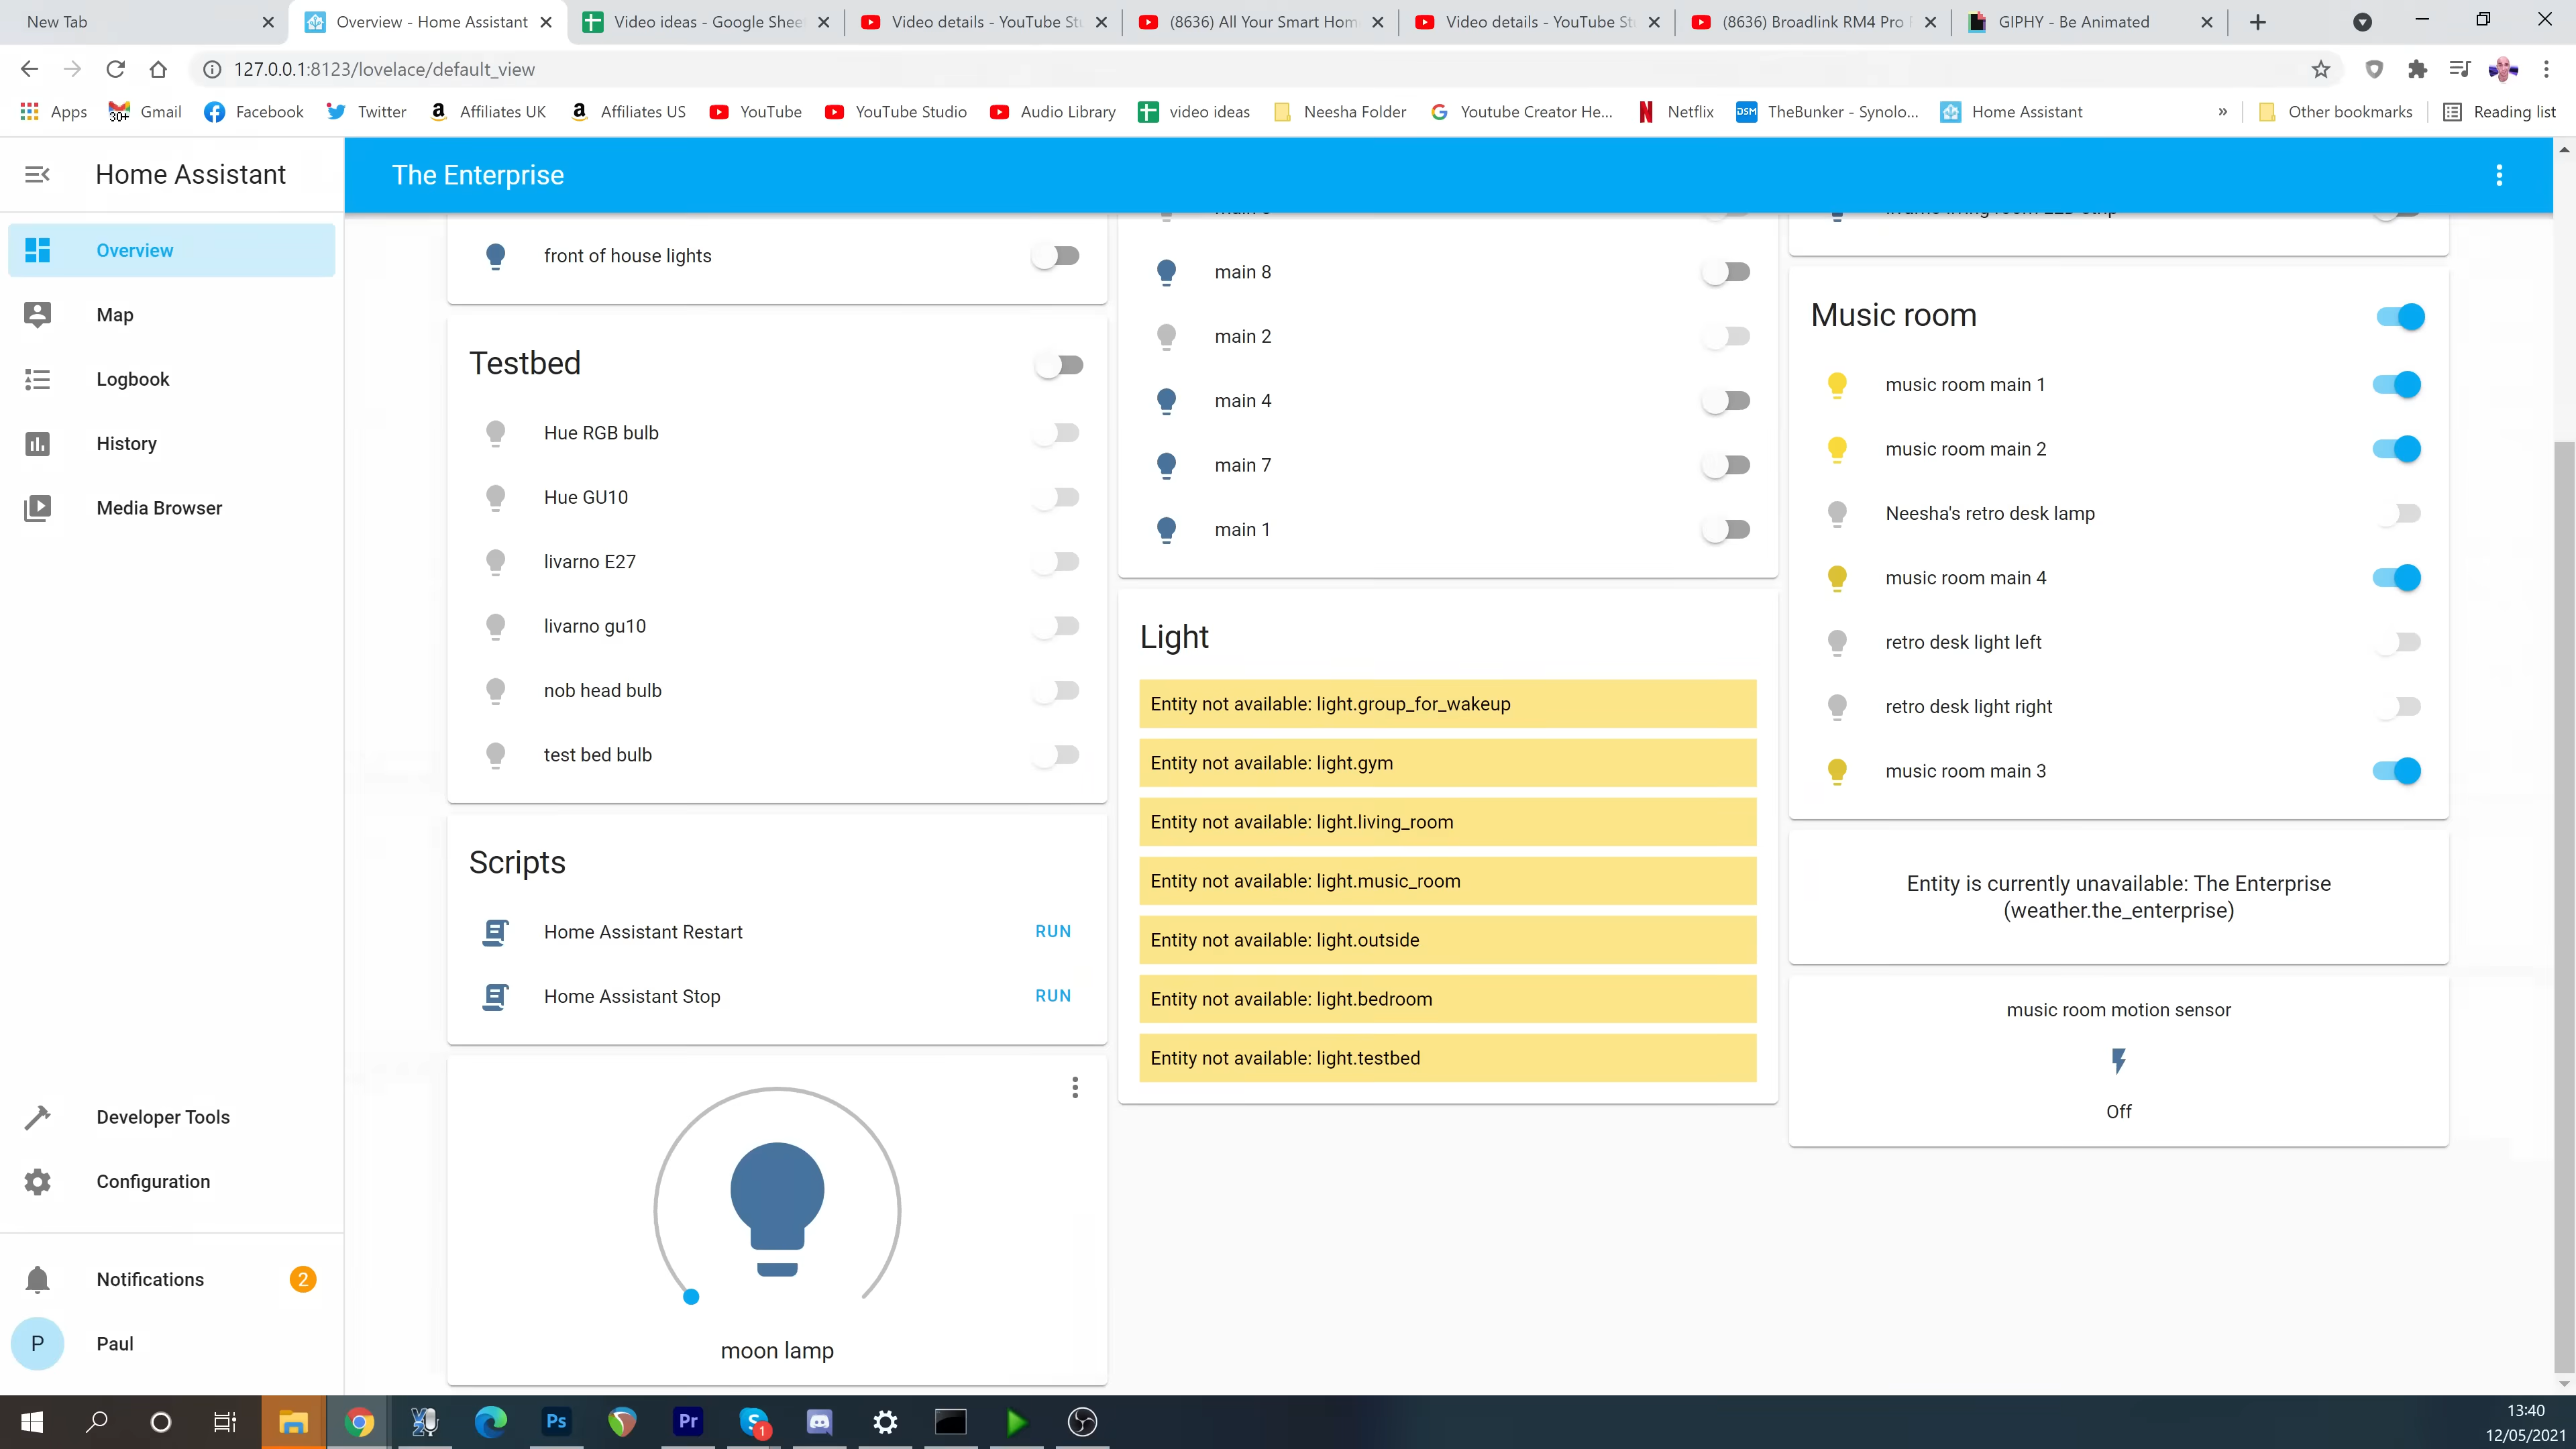 New Tab
Overview - Home Assistant
Video ideas - Google Shee
Video details - YouTube Stu
(8636) All Your Smart Hom
Video details - YouTube Stu
(8636) Broadlink RM4 Pro
GIPHY - Be Animated
127.0.0.1:8123/lovelace/default_view
Apps
30+
Gmail
Facebook
Twitter
Affiliates UK
Affiliates US
YouTube
YouTube Studio
Audio Library
video ideas
Neesha Folder
Youtube Creator He...
Netflix
DSM
TheBunker - Synolo...
Home Assistant
»
Other bookmarks
Reading list
Home Assistant
Overview
Map
Logbook
History
Media Browser
Developer Tools
Configuration
Notifications
2
P
Paul
The Enterprise
front of house lights
Testbed
Hue RGB bulb
Hue GU10
livarno E27
livarno gu10
nob head bulb
test bed bulb
Scripts
Home Assistant Restart
RUN
Home Assistant Stop
RUN
moon lamp
main 8
main 2
main 4
main 7
main 1
Light
Entity not available: light.group_for_wakeup
Entity not available: light.gym
Entity not available: light.living_room
Entity not available: light.music_room
Entity not available: light.outside
Entity not available: light.bedroom
Entity not available: light.testbed
Music room
music room main 1
music room main 2
Neesha's retro desk lamp
music room main 4
retro desk light left
retro desk light right
music room main 3
Entity is currently unavailable: The Enterprise
(weather.the_enterprise)
music room motion sensor
Off
Ps
Pr
S
1
13:40
12/05/2021